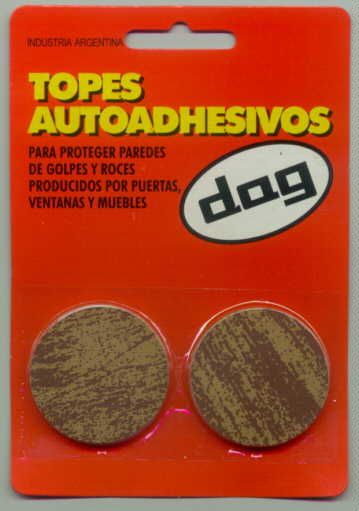 INDUSTRIA ARGENTINA
TOPES
AUTOADHESIVOS
PARA PROTEGER PAREDES
DE GOLPES Y ROCES
PRODUCIDOS POR PUERTAS,
VENTANAS Y MUEBLES
dag